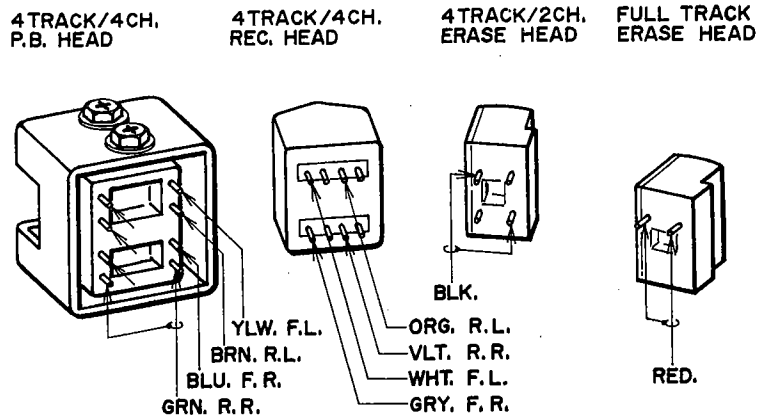 4TRACK/4CH.
P.B. HEAD
4TRACK/4CH.
REC. HEAD
4TRACK/2CH.
ERASE HEAD
FULL TRACK
ERASE HEAD
YLW. F.L.
BRN. R.L.
BLU. F.R.
GRN. R.R.
ORG. R.L.
VLT. R.R.
WHT. F.L.
GRY. F.R.
BLK.
RED.